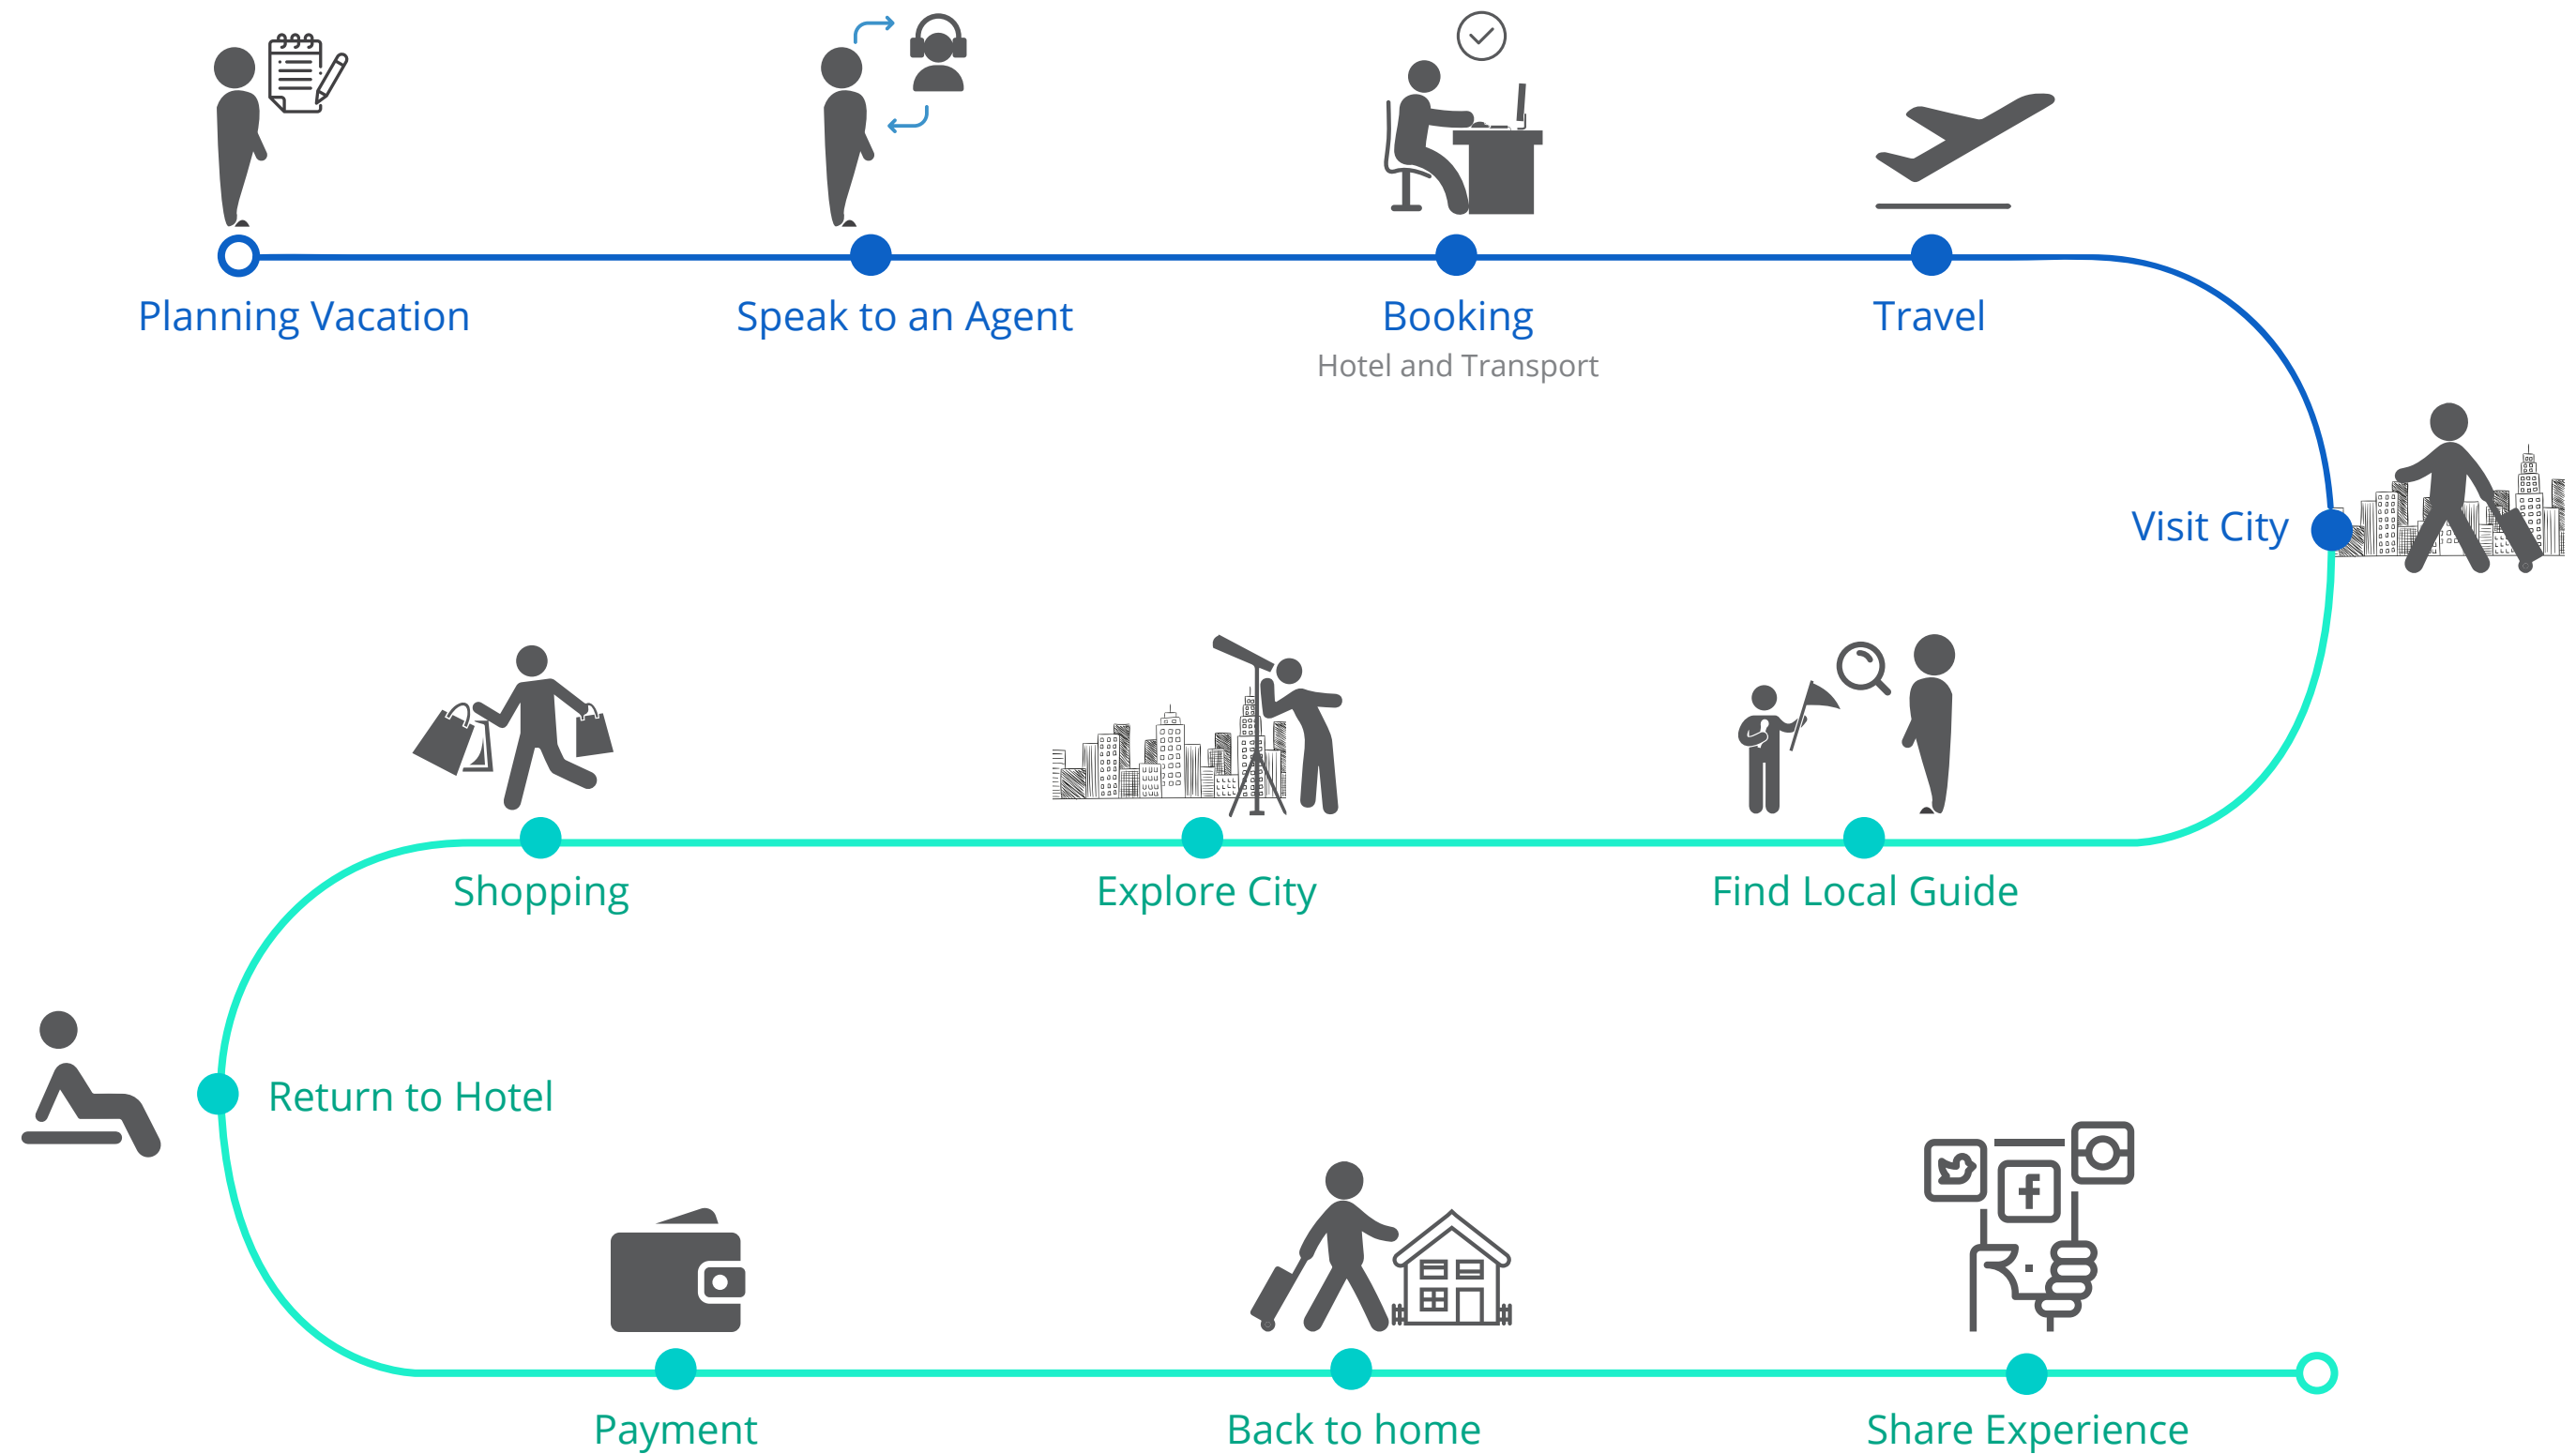 Planning Vacation
Speak to an Agent
Booking
Hotel and Transport
Travel
Visit City
Find Local Guide
Explore City
Shopping
Return to Hotel
Payment
Back to home
Share Experience